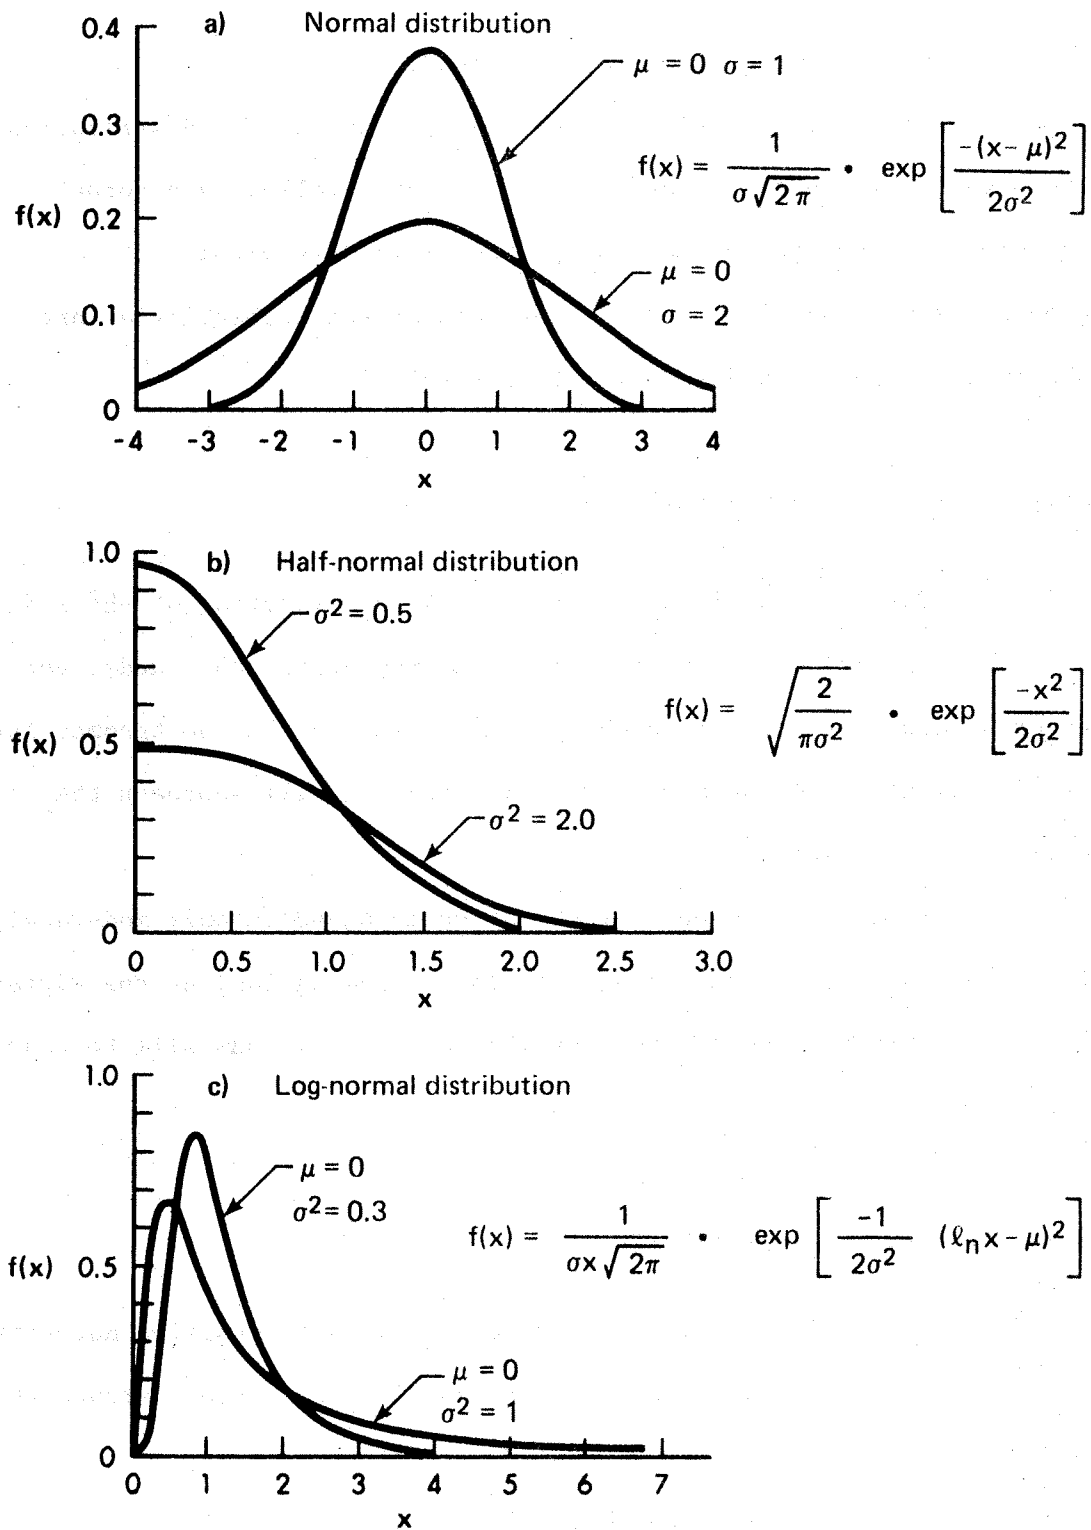 a) Normal distribution
0.4
0.3
f(x) 0.2
0.1
0
μ = 0 σ = 1
f(x) = 1 / σ√2π • exp [ -(x- μ)2 / 2σ2 ]
μ = 0
σ = 2
-4 -3 -2 -1 0 1 2 3 4
x
b) Half-normal distribution
1.0
f(x) 0.5
0
σ2 = 0.5
f(x) = √ 2 / πσ2 • exp [ -x2 / 2σ2 ]
σ2 = 2.0
0 0.5 1.0 1.5 2.0 2.5 3.0
x
c) Log-normal distribution
1.0
f(x) 0.5
0
μ = 0
σ2 = 0.3
f(x) = 1 / σx√2π • exp [ -1 / 2σ2 (ℓnx - μ)2 ]
μ = 0
σ2 = 1
0 1 2 3 4 5 6 7
x